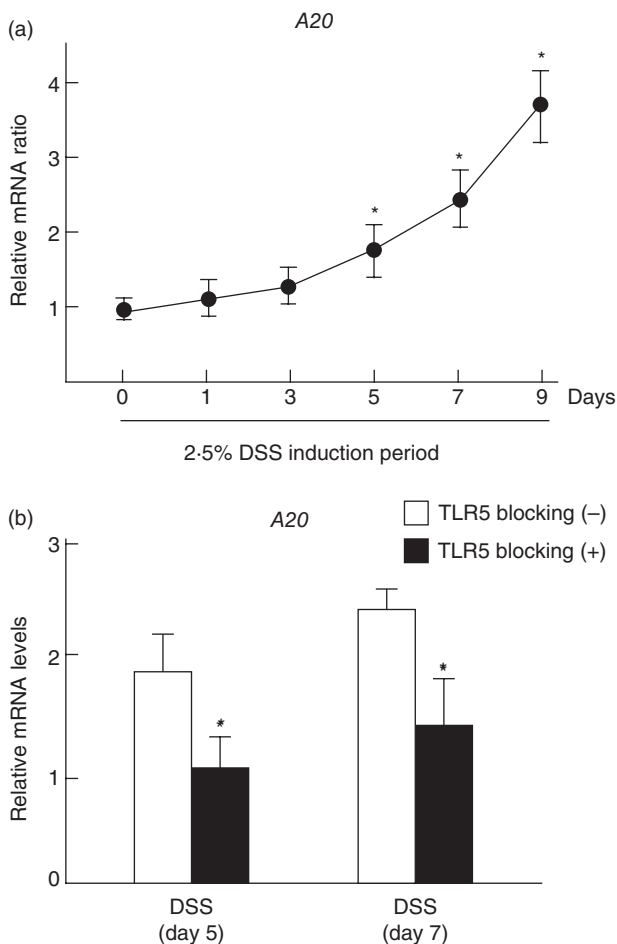 (a)
A20
Relative mRNA ratio
4
3
2
1
0 1 3 5 7 9 Days
* * *
2·5% DSS induction period
(b)
A20
TLR5 blocking (–)
TLR5 blocking (+)
Relative mRNA levels
3
2
1
0
* *
DSS
(day 5)
DSS
(day 7)